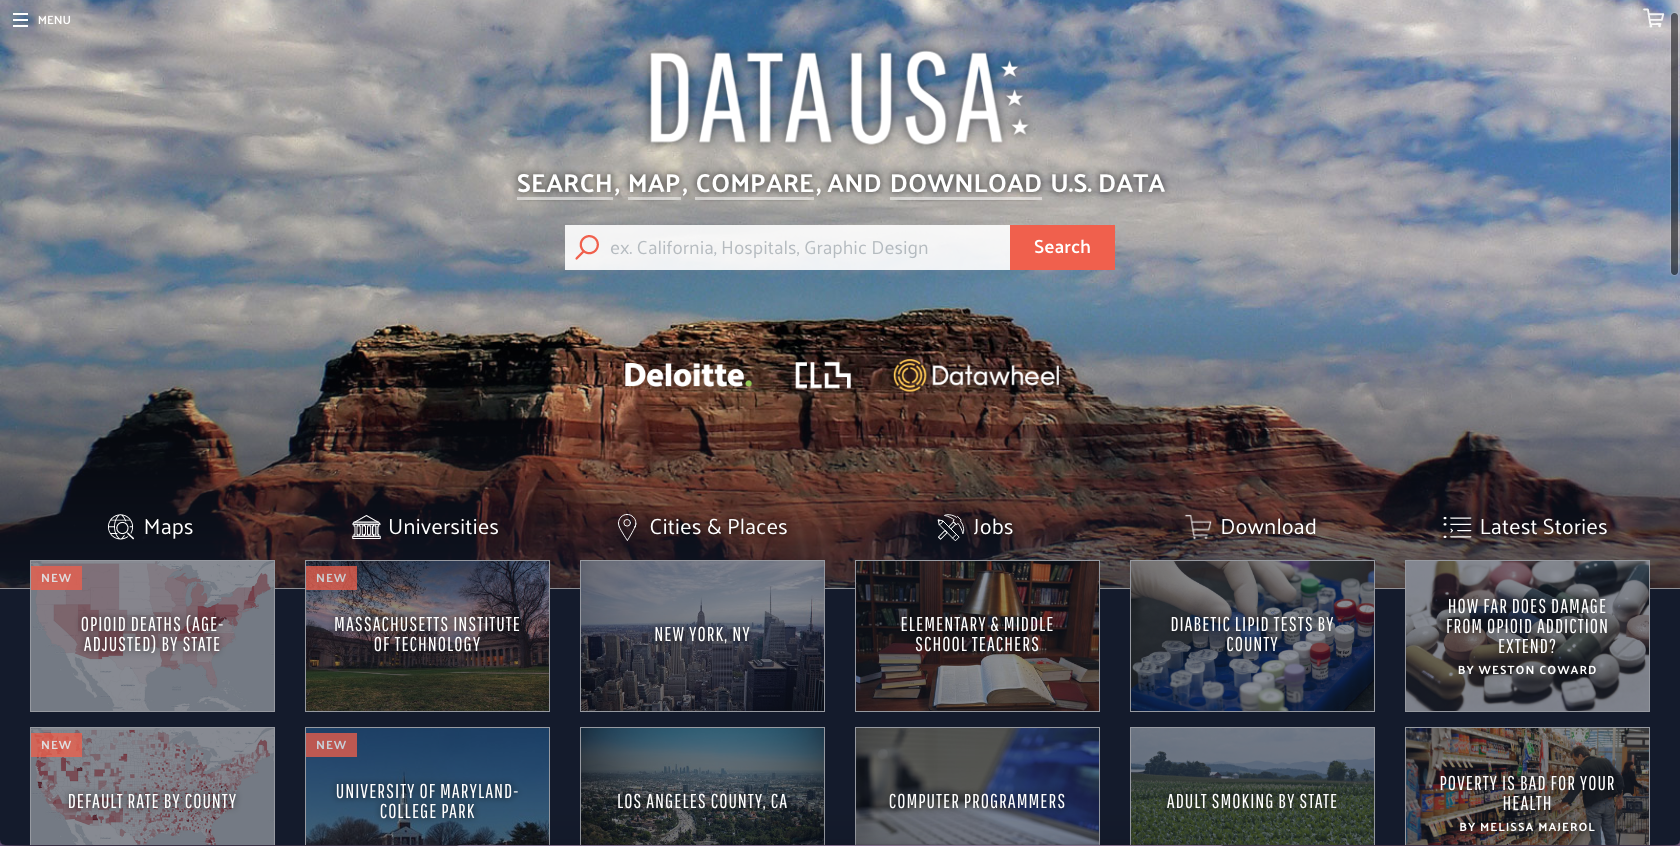 MENU
DATA USA
SEARCH, MAP, COMPARE, AND DOWNLOAD U.S. DATA
ex. California, Hospitals, Graphic Design
Search
Deloitte.
Datawheel
Maps
Universities
Cities & Places
Jobs
Download
Latest Stories
NEW
OPIOID DEATHS (AGE-
ADJUSTED) BY STATE
NEW
MASSACHUSETTS INSTITUTE
OF TECHNOLOGY
NEW YORK, NY
ELEMENTARY & MIDDLE
SCHOOL TEACHERS
DIABETIC LIPID TESTS BY
COUNTY
HOW FAR DOES DAMAGE
FROM OPIOID ADDICTION
EXTEND?
BY WESTON COWARD
NEW
DEFAULT RATE BY COUNTY
NEW
UNIVERSITY OF MARYLAND-
COLLEGE PARK
LOS ANGELES COUNTY, CA
COMPUTER PROGRAMMERS
ADULT SMOKING BY STATE
POVERTY IS BAD FOR YOUR
HEALTH
BY MELISSA MAJEROL